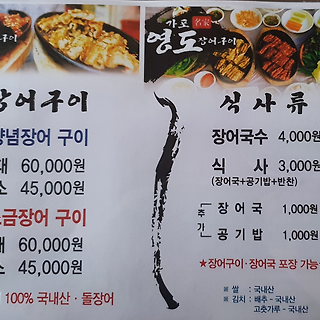 장어구이
양념장어 구이
60,000원
소 45,000원
소금장어 구이
60,000원
소 45,000원
100% 국내산 · 돌장어
가포 名家
영도 장어구이
식사류
장어국수 4,000원
식 사 3,000원
(장어국+공기밥+반찬)
추가
장어국 1,000원
공기밥 1,000원
★장어구이·장어국 포장 가능
※ 쌀 : 국내산
※ 김치 : 배추 - 국내산
고춧가루 - 국내산